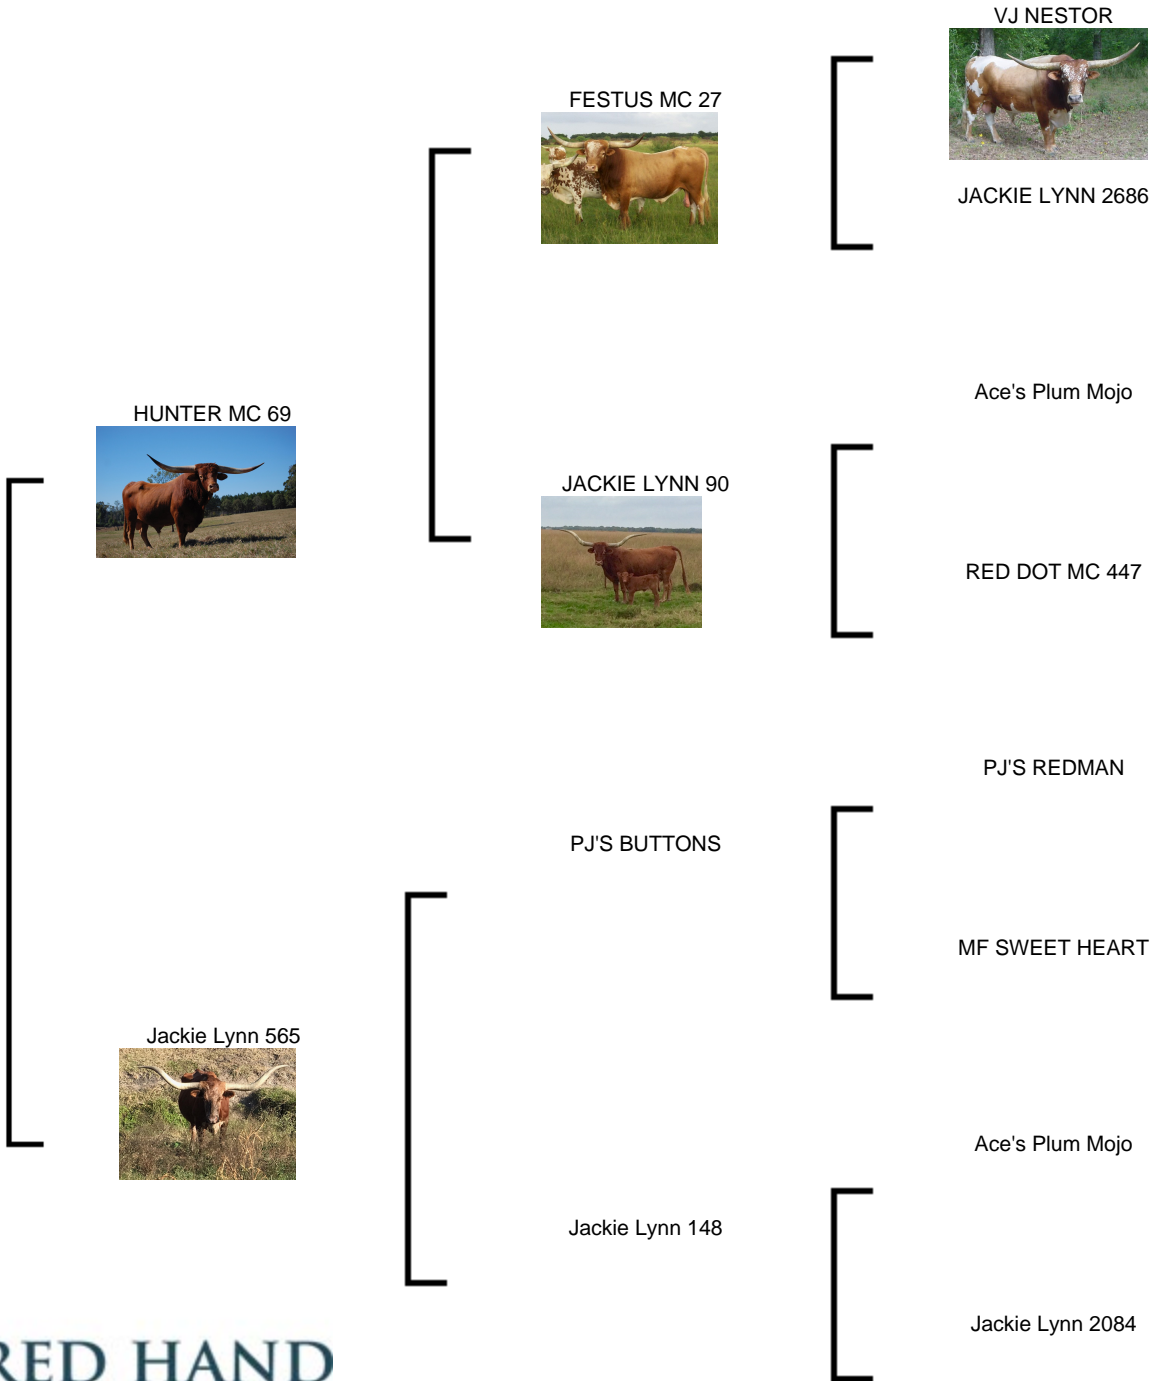 VJ NESTOR
FESTUS MC 27
JACKIE LYNN 2686
Ace's Plum Mojo
HUNTER MC 69
JACKIE LYNN 90
RED DOT MC 447
PJ'S REDMAN
PJ'S BUTTONS
MF SWEET HEART
Jackie Lynn 565
Ace's Plum Mojo
Jackie Lynn 148
Jackie Lynn 2084
RED HAND